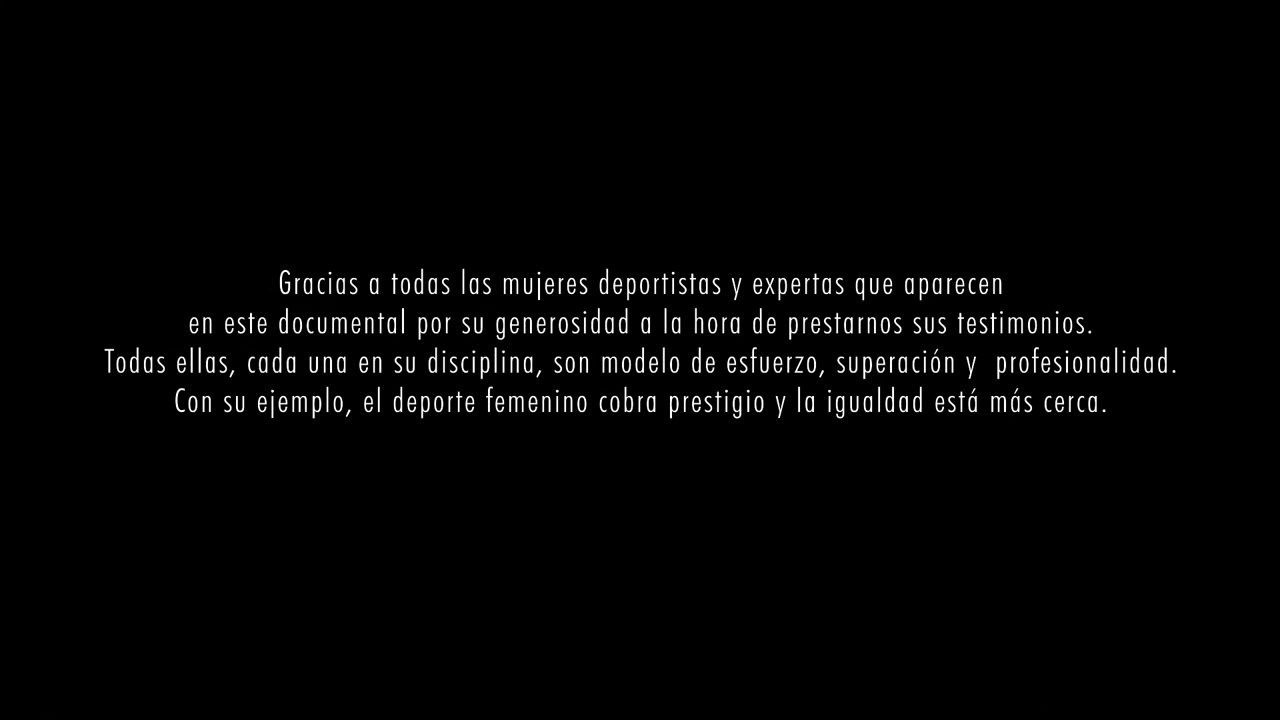 Gracias a todas las mujeres deportistas y expertas que aparecen
en este documental por su generosidad a la hora de prestarnos sus testimonios.
Todas ellas, cada una en su disciplina, son modelo de esfuerzo, superación y  profesionalidad.
Con su ejemplo, el deporte femenino cobra prestigio y la igualdad está más cerca.